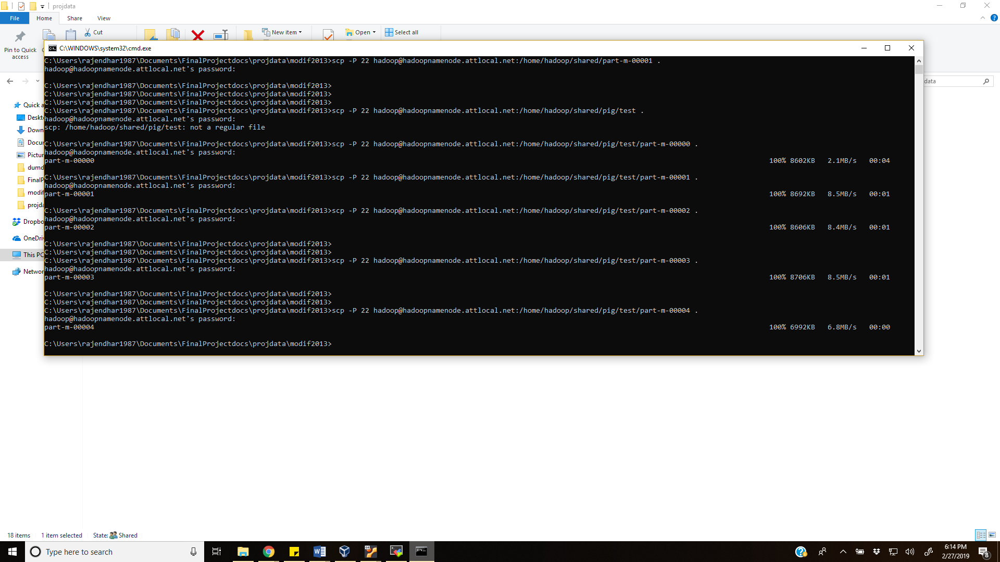 projdata
File Home Share View
Pin to Quick access
Cut
New item
Open
Select all
C:\WINDOWS\system32\cmd.exe
C:\Users\rajendhar1987\Documents\FinalProjectdocs\projdata\modif2013>scp -P 22 hadoop@hadoopnamenode.attlocal.net:/home/hadoop/shared/part-m-00001 .
hadoop@hadoopnamenode.attlocal.net's password:
C:\Users\rajendhar1987\Documents\FinalProjectdocs\projdata\modif2013>
C:\Users\rajendhar1987\Documents\FinalProjectdocs\projdata\modif2013>
C:\Users\rajendhar1987\Documents\FinalProjectdocs\projdata\modif2013>
C:\Users\rajendhar1987\Documents\FinalProjectdocs\projdata\modif2013>scp -P 22 hadoop@hadoopnamenode.attlocal.net:/home/hadoop/shared/pig/test .
hadoop@hadoopnamenode.attlocal.net's password:
scp: /home/hadoop/shared/pig/test: not a regular file
C:\Users\rajendhar1987\Documents\FinalProjectdocs\projdata\modif2013>scp -P 22 hadoop@hadoopnamenode.attlocal.net:/home/hadoop/shared/pig/test/part-m-00000 .
hadoop@hadoopnamenode.attlocal.net's password:
part-m-00000 100% 8602KB 2.1MB/s 00:04
C:\Users\rajendhar1987\Documents\FinalProjectdocs\projdata\modif2013>scp -P 22 hadoop@hadoopnamenode.attlocal.net:/home/hadoop/shared/pig/test/part-m-00001 .
hadoop@hadoopnamenode.attlocal.net's password:
part-m-00001 100% 8692KB 8.5MB/s 00:01
C:\Users\rajendhar1987\Documents\FinalProjectdocs\projdata\modif2013>scp -P 22 hadoop@hadoopnamenode.attlocal.net:/home/hadoop/shared/pig/test/part-m-00002 .
hadoop@hadoopnamenode.attlocal.net's password:
part-m-00002 100% 8606KB 8.4MB/s 00:01
C:\Users\rajendhar1987\Documents\FinalProjectdocs\projdata\modif2013>
C:\Users\rajendhar1987\Documents\FinalProjectdocs\projdata\modif2013>
C:\Users\rajendhar1987\Documents\FinalProjectdocs\projdata\modif2013>scp -P 22 hadoop@hadoopnamenode.attlocal.net:/home/hadoop/shared/pig/test/part-m-00003 .
hadoop@hadoopnamenode.attlocal.net's password:
part-m-00003 100% 8706KB 8.5MB/s 00:01
C:\Users\rajendhar1987\Documents\FinalProjectdocs\projdata\modif2013>
C:\Users\rajendhar1987\Documents\FinalProjectdocs\projdata\modif2013>
C:\Users\rajendhar1987\Documents\FinalProjectdocs\projdata\modif2013>scp -P 22 hadoop@hadoopnamenode.attlocal.net:/home/hadoop/shared/pig/test/part-m-00004 .
hadoop@hadoopnamenode.attlocal.net's password:
part-m-00004 100% 6992KB 6.8MB/s 00:00
C:\Users\rajendhar1987\Documents\FinalProjectdocs\projdata\modif2013>
data
Quick a
Deskt
Down
Docur
Pictur
dumd
FinalP
modif
projda
Dropbo
OneDri
This PC
Networ
18 items 1 item selected State: Shared
Type here to search
6:14 PM
2/27/2019
8